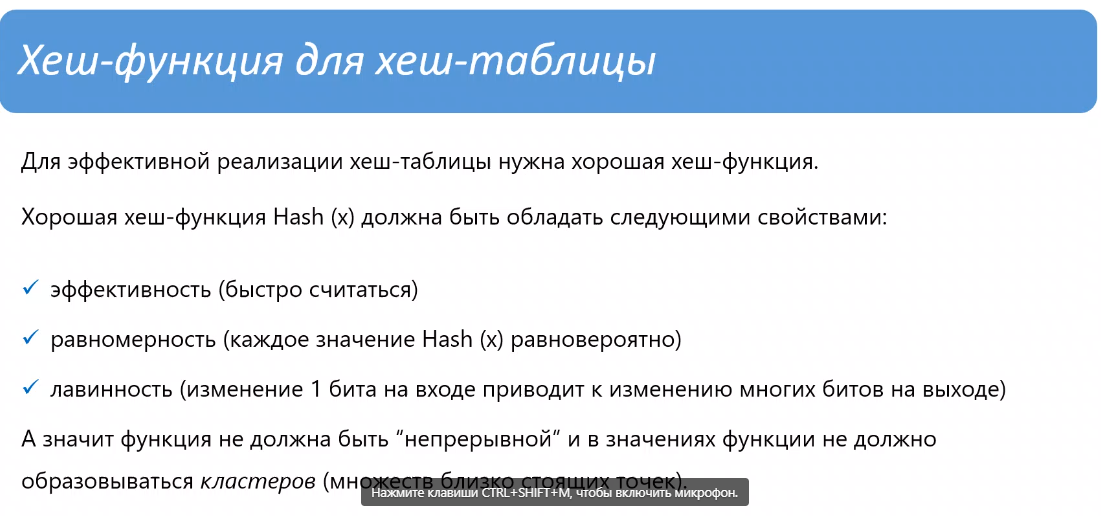 Хеш-функция для хеш-таблицы
Для эффективной реализации хеш-таблицы нужна хорошая хеш-функция.
Хорошая хеш-функция Hash (x) должна быть обладать следующими свойствами:
эффективность (быстро считаться)
равномерность (каждое значение Hash (x) равновероятно)
лавинность (изменение 1 бита на входе приводит к изменению многих битов на выходе)
А значит функция не должна быть “непрерывной” и в значениях функции не должно
образовываться кластеров (множеств близко стоящих точек).
Нажмите клавиши CTRL+SHIFT+M, чтобы включить микрофон.